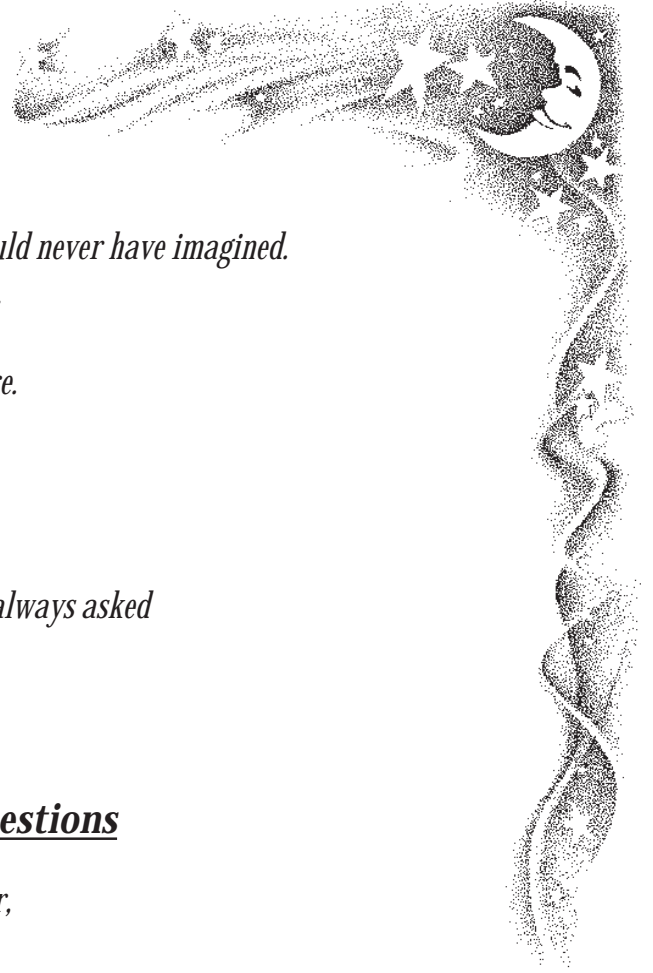 uld never have imagined.
e.
always asked
estions
r,